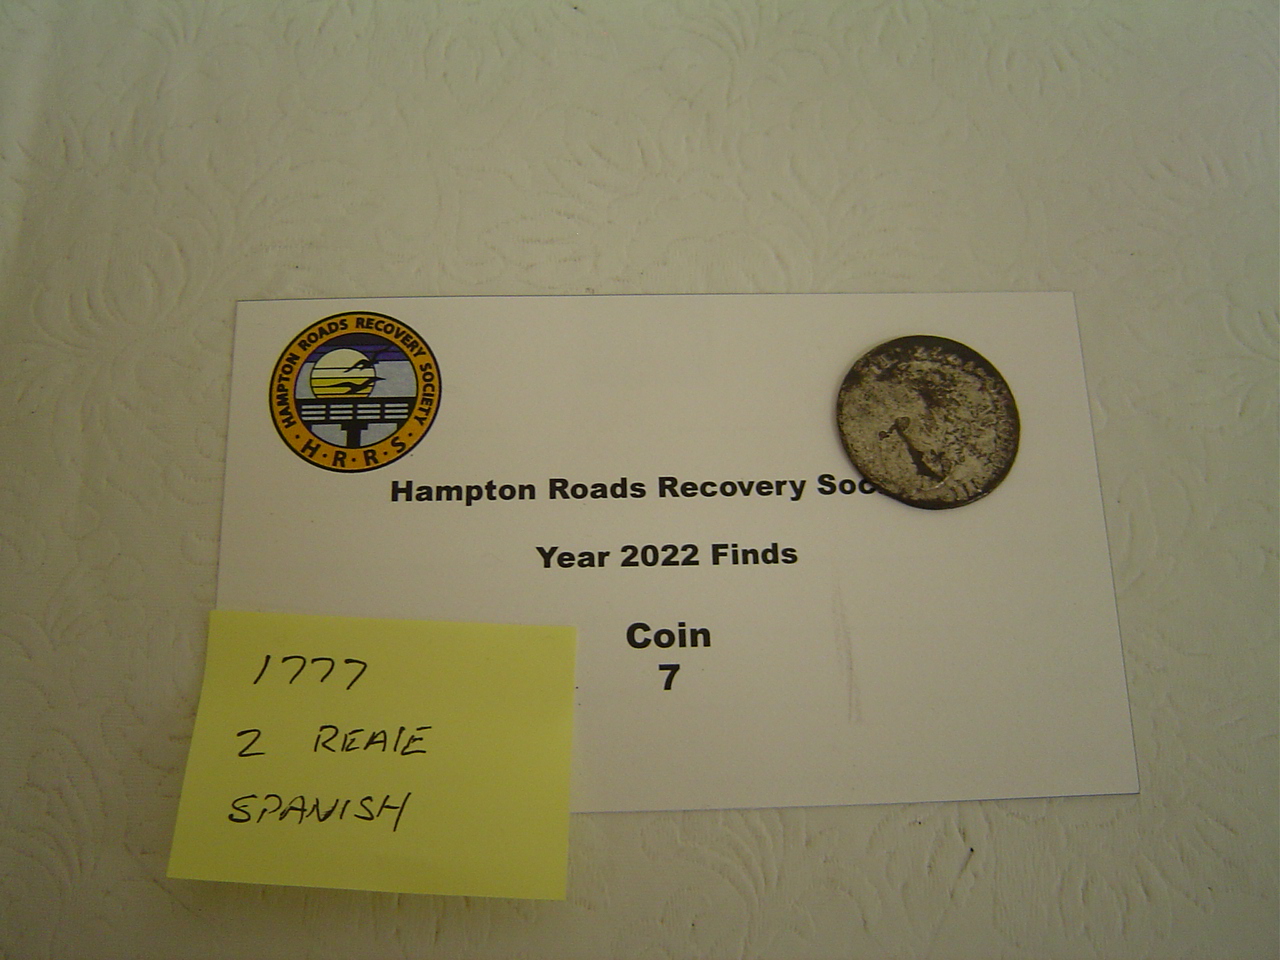 HAMPTON ROADS RECOVERY SOCIETY
· H · R · R · S ·
Hampton Roads Recovery Soc
Year 2022 Finds
Coin
7
1777
2 REAlE
SPANISH